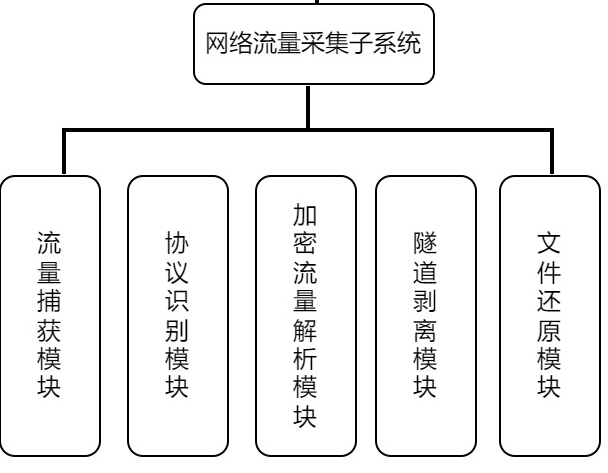 网络流量采集子系统
流量捕获模块
协议识别模块
加密流量解析模块
隧道剥离模块
文件还原模块